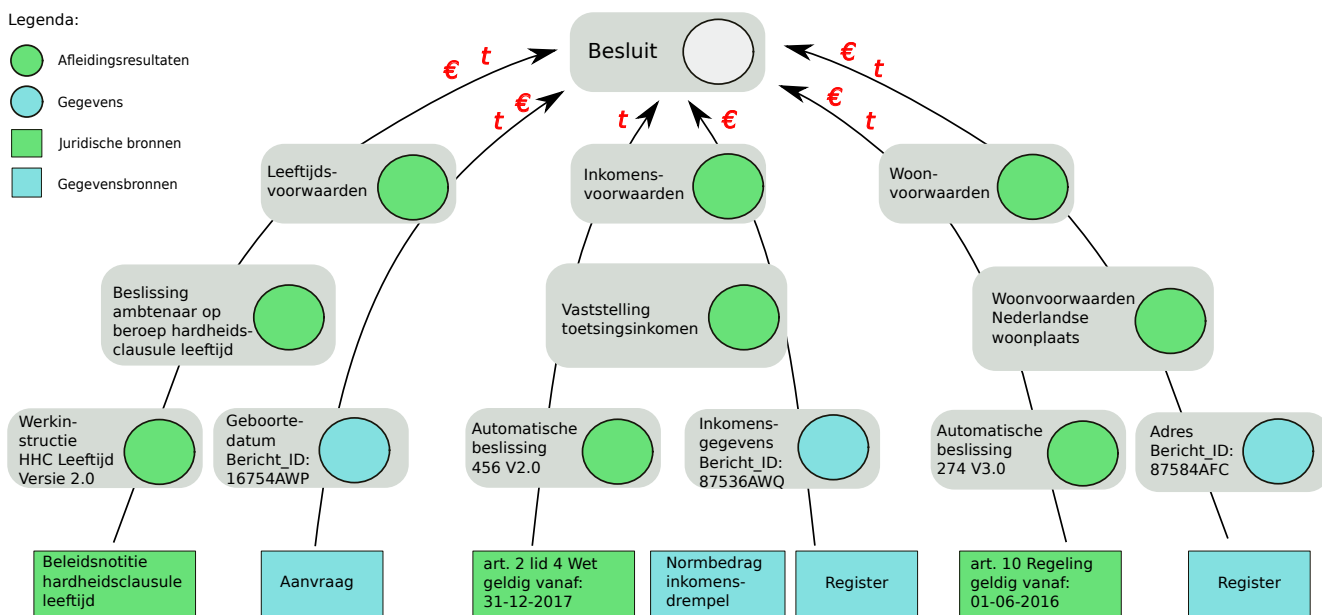 Legenda:
Afleidingsresultaten
Gegevens
Juridische bronnen
Gegevensbronnen
Besluit
€
t
t
€
t
€
€
t
€
t
Leeftijds-
voorwaarden
Inkomens-
voorwaarden
Woon-
voorwaarden
Beslissing
ambtenaar op
beroep hardheids-
clausule leeftijd
Vaststelling
toetsingsinkomen
Woonvoorwaarden
Nederlandse
woonplaats
Werkin-
structie
HHC Leeftijd
Versie 2.0
Geboorte-
datum
Bericht_ID:
16754AWP
Automatische
beslissing
456 V2.0
Inkomens-
gegevens
Bericht_ID:
87536AWQ
Automatische
beslissing
274 V3.0
Adres
Bericht_ID:
87584AFC
Beleidsnotitie
hardheidsclausule
leeftijd
Aanvraag
art. 2 lid 4 Wet
geldig vanaf:
31-12-2017
Normbedrag
inkomens-
drempel
Register
art. 10 Regeling
geldig vanaf:
01-06-2016
Register